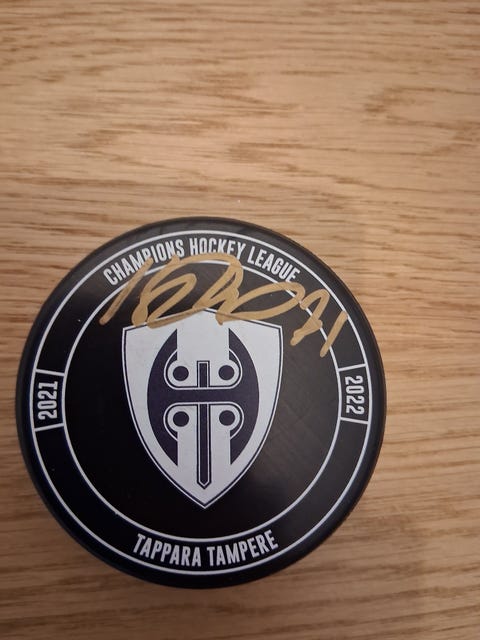 CHAMPIONS HOCKEY LEAGUE
2021
2022
TAPPARA TAMPERE